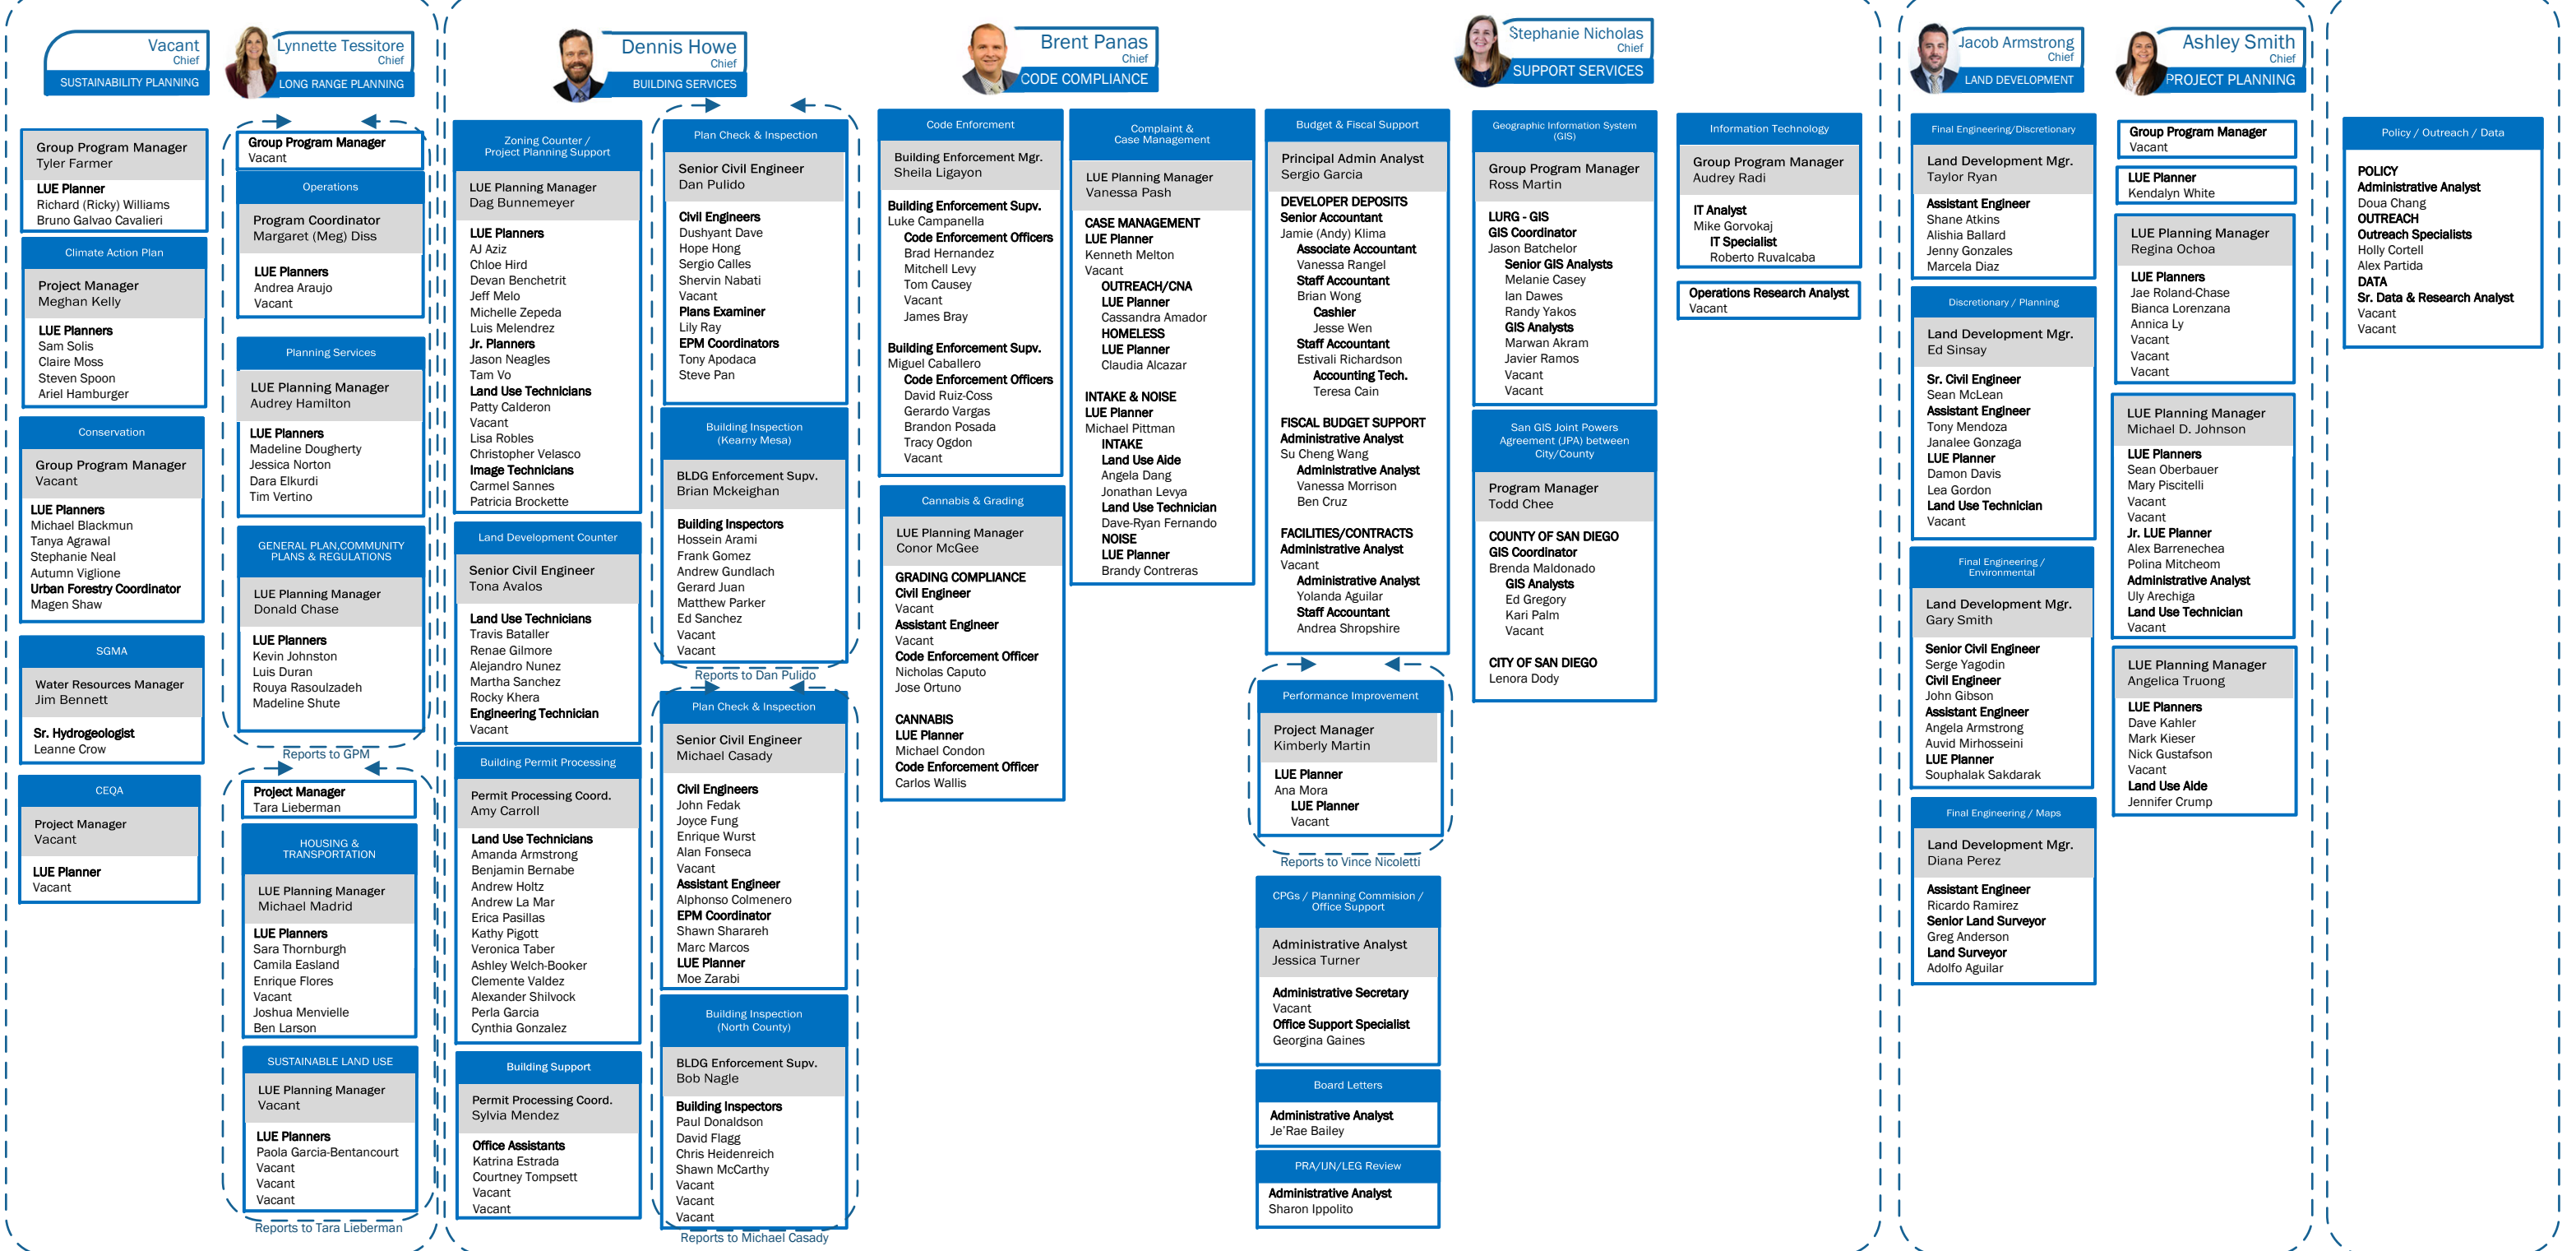 Vacant
Chief
SUSTAINABILITY PLANNING
Group Program Manager
Tyler Farmer
LUE Planner
Richard (Ricky) Williams
Bruno Galvao Cavalieri
Climate Action Plan
Project Manager
Meghan Kelly
LUE Planners
Sam Solis
Claire Moss
Steven Spoon
Ariel Hamburger
Conservation
Group Program Manager
Vacant
LUE Planners
Michael Blackmun
Tanya Agrawal
Stephanie Neal
Autumn Viglione
Urban Forestry Coordinator
Magen Shaw
SGMA
Water Resources Manager
Jim Bennett
Sr. Hydrogeologist
Leanne Crow
CEQA
Project Manager
Vacant
LUE Planner
Vacant
Lynnette Tessitore
Chief
LONG RANGE PLANNING
Group Program Manager
Vacant
Operations
Program Coordinator
Margaret (Meg) Diss
LUE Planners
Andrea Araujo
Vacant
Planning Services
LUE Planning Manager
Audrey Hamilton
LUE Planners
Madeline Dougherty
Jessica Norton
Dara Elkurdi
Tim Vertino
GENERAL PLAN,COMMUNITY
PLANS & REGULATIONS
LUE Planning Manager
Donald Chase
LUE Planners
Kevin Johnston
Luis Duran
Rouya Rasoulzadeh
Madeline Shute
Reports to GPM
Project Manager
Tara Lieberman
HOUSING &
TRANSPORTATION
LUE Planning Manager
Michael Madrid
LUE Planners
Sara Thornburgh
Camila Easland
Enrique Flores
Vacant
Joshua Menvielle
Ben Larson
SUSTAINABLE LAND USE
LUE Planning Manager
Vacant
LUE Planners
Paola Garcia-Bentancourt
Vacant
Vacant
Vacant
Reports to Tara Lieberman
Dennis Howe
Chief
BUILDING SERVICES
Zoning Counter /
Project Planning Support
LUE Planning Manager
Dag Bunnemeyer
LUE Planners
AJ Aziz
Chloe Hird
Devan Benchetrit
Jeff Melo
Michelle Zepeda
Luis Melendrez
Jr. Planners
Jason Neagles
Tam Vo
Land Use Technicians
Patty Calderon
Vacant
Lisa Robles
Christopher Velasco
Image Technicians
Carmel Sannes
Patricia Brockette
Land Development Counter
Senior Civil Engineer
Tona Avalos
Land Use Technicians
Travis Bataller
Renae Gilmore
Alejandro Nunez
Martha Sanchez
Rocky Khera
Engineering Technician
Vacant
Building Permit Processing
Permit Processing Coord.
Amy Carroll
Land Use Technicians
Amanda Armstrong
Benjamin Bernabe
Andrew Holtz
Andrew La Mar
Erica Pasillas
Kathy Pigott
Veronica Taber
Ashley Welch-Booker
Clemente Valdez
Alexander Shilvock
Perla Garcia
Cynthia Gonzalez
Building Support
Permit Processing Coord.
Sylvia Mendez
Office Assistants
Katrina Estrada
Courtney Tompsett
Vacant
Vacant
Plan Check & Inspection
Senior Civil Engineer
Dan Pulido
Civil Engineers
Dushyant Dave
Hope Hong
Sergio Calles
Shervin Nabati
Vacant
Plans Examiner
Lily Ray
EPM Coordinators
Tony Apodaca
Steve Pan
Building Inspection
(Kearny Mesa)
BLDG Enforcement Supv.
Brian Mckeighan
Building Inspectors
Hossein Arami
Frank Gomez
Andrew Gundlach
Gerard Juan
Matthew Parker
Ed Sanchez
Vacant
Vacant
Reports to Dan Pulido
Plan Check & Inspection
Senior Civil Engineer
Michael Casady
Civil Engineers
John Fedak
Joyce Fung
Enrique Wurst
Alan Fonseca
Vacant
Assistant Engineer
Alphonso Colmenero
EPM Coordinator
Shawn Sharareh
Marc Marcos
LUE Planner
Moe Zarabi
Building Inspection
(North County)
BLDG Enforcement Supv.
Bob Nagle
Building Inspectors
Paul Donaldson
David Flagg
Chris Heidenreich
Shawn McCarthy
Vacant
Vacant
Vacant
Reports to Michael Casady
Brent Panas
Chief
CODE COMPLIANCE
Code Enforcment
Building Enforcement Mgr.
Sheila Ligayon
Building Enforcement Supv.
Luke Campanella
Code Enforcement Officers
Brad Hernandez
Mitchell Levy
Tom Causey
Vacant
James Bray
Building Enforcement Supv.
Miguel Caballero
Code Enforcement Officers
David Ruiz-Coss
Gerardo Vargas
Brandon Posada
Tracy Ogdon
Vacant
Cannabis & Grading
LUE Planning Manager
Conor McGee
GRADING COMPLIANCE
Civil Engineer
Vacant
Assistant Engineer
Vacant
Code Enforcement Officer
Nicholas Caputo
Jose Ortuno
CANNABIS
LUE Planner
Michael Condon
Code Enforcement Officer
Carlos Wallis
Complaint &
Case Management
LUE Planning Manager
Vanessa Pash
CASE MANAGEMENT
LUE Planner
Kenneth Melton
Vacant
OUTREACH/CNA
LUE Planner
Cassandra Amador
HOMELESS
LUE Planner
Claudia Alcazar
INTAKE & NOISE
LUE Planner
Michael Pittman
INTAKE
Land Use Aide
Angela Dang
Jonathan Levya
Land Use Technician
Dave-Ryan Fernando
NOISE
LUE Planner
Brandy Contreras
Stephanie Nicholas
Chief
SUPPORT SERVICES
Budget & Fiscal Support
Principal Admin Analyst
Sergio Garcia
DEVELOPER DEPOSITS
Senior Accountant
Jamie (Andy) Klima
Associate Accountant
Vanessa Rangel
Staff Accountant
Brian Wong
Cashier
Jesse Wen
Staff Accountant
Estivali Richardson
Accounting Tech.
Teresa Cain
FISCAL BUDGET SUPPORT
Administrative Analyst
Su Cheng Wang
Administrative Analyst
Vanessa Morrison
Ben Cruz
FACILITIES/CONTRACTS
Administrative Analyst
Vacant
Administrative Analyst
Yolanda Aguilar
Staff Accountant
Andrea Shropshire
Performance Improvement
Project Manager
Kimberly Martin
LUE Planner
Ana Mora
LUE Planner
Vacant
Reports to Vince Nicoletti
CPGs / Planning Commision /
Office Support
Administrative Analyst
Jessica Turner
Administrative Secretary
Vacant
Office Support Specialist
Georgina Gaines
Board Letters
Administrative Analyst
Je’Rae Bailey
PRA/IJN/LEG Review
Administrative Analyst
Sharon Ippolito
Geographic Information System
(GIS)
Group Program Manager
Ross Martin
LURG - GIS
GIS Coordinator
Jason Batchelor
Senior GIS Analysts
Melanie Casey
Ian Dawes
Randy Yakos
GIS Analysts
Marwan Akram
Javier Ramos
Vacant
Vacant
San GIS Joint Powers
Agreement (JPA) between
City/County
Program Manager
Todd Chee
COUNTY OF SAN DIEGO
GIS Coordinator
Brenda Maldonado
GIS Analysts
Ed Gregory
Kari Palm
Vacant
CITY OF SAN DIEGO
Lenora Dody
Information Technology
Group Program Manager
Audrey Radi
IT Analyst
Mike Gorvokaj
IT Specialist
Roberto Ruvalcaba
Operations Research Analyst
Vacant
Jacob Armstrong
Chief
LAND DEVELOPMENT
Final Engineering/Discretionary
Land Development Mgr.
Taylor Ryan
Assistant Engineer
Shane Atkins
Alishia Ballard
Jenny Gonzales
Marcela Diaz
Discretionary / Planning
Land Development Mgr.
Ed Sinsay
Sr. Civil Engineer
Sean McLean
Assistant Engineer
Tony Mendoza
Janalee Gonzaga
LUE Planner
Damon Davis
Lea Gordon
Land Use Technician
Vacant
Final Engineering /
Environmental
Land Development Mgr.
Gary Smith
Senior Civil Engineer
Serge Yagodin
Civil Engineer
John Gibson
Assistant Engineer
Angela Armstrong
Auvid Mirhosseini
LUE Planner
Souphalak Sakdarak
Final Engineering / Maps
Land Development Mgr.
Diana Perez
Assistant Engineer
Ricardo Ramirez
Senior Land Surveyor
Greg Anderson
Land Surveyor
Adolfo Aguilar
Ashley Smith
Chief
PROJECT PLANNING
Group Program Manager
Vacant
LUE Planner
Kendalyn White
LUE Planning Manager
Regina Ochoa
LUE Planners
Jae Roland-Chase
Bianca Lorenzana
Annica Ly
Vacant
Vacant
Vacant
LUE Planning Manager
Michael D. Johnson
LUE Planners
Sean Oberbauer
Mary Piscitelli
Vacant
Vacant
Jr. LUE Planner
Alex Barrenechea
Polina Mitcheom
Administrative Analyst
Uly Arechiga
Land Use Technician
Vacant
LUE Planning Manager
Angelica Truong
LUE Planners
Dave Kahler
Mark Kieser
Nick Gustafson
Vacant
Land Use Aide
Jennifer Crump
Policy / Outreach / Data
POLICY
Administrative Analyst
Doua Chang
OUTREACH
Outreach Specialists
Holly Cortell
Alex Partida
DATA
Sr. Data & Research Analyst
Vacant
Vacant